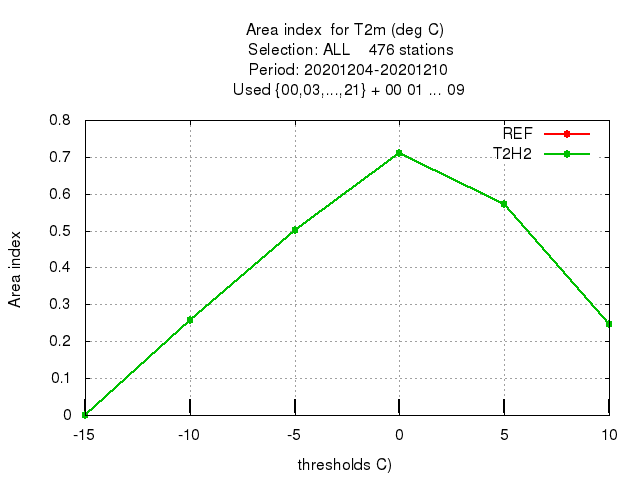 Area index for T2m (deg C)
Selection: ALL 476 stations
Period: 20201204-20201210
Used {00,03,...,21} + 00 01 ... 09
REF
T2H2
0.8
0.7
0.6
0.5
0.4
0.3
0.2
0.1
0
Area index
-15 -10 -5 0 5 10
thresholds C)